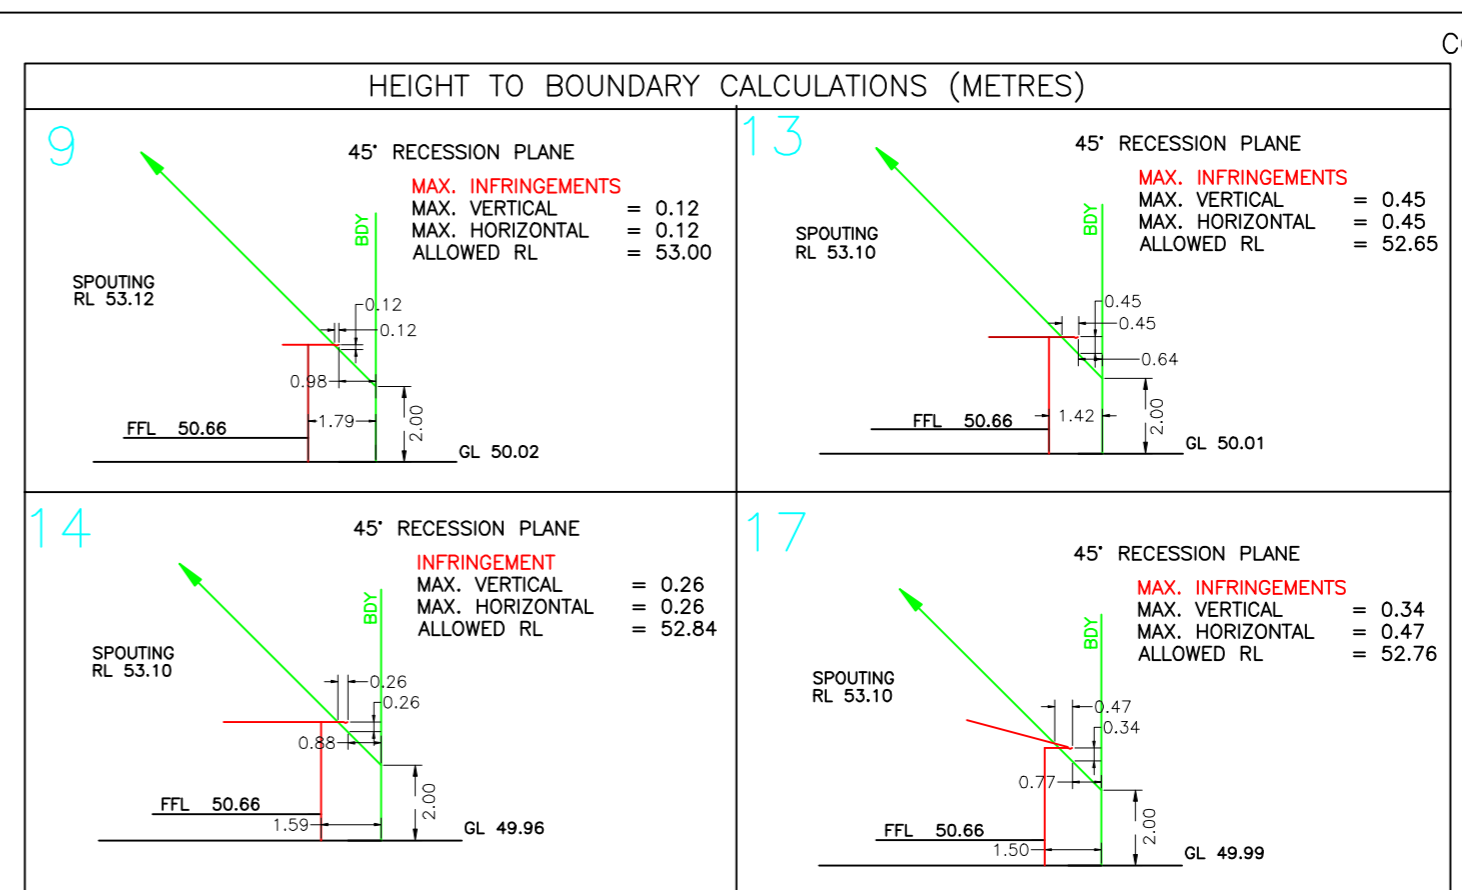 HEIGHT TO BOUNDARY CALCULATIONS (METRES)
9
45° RECESSION PLANE
MAX. INFRINGEMENTS
MAX. VERTICAL = 0.12
MAX. HORIZONTAL = 0.12
ALLOWED RL = 53.00
BDY
SPOUTING
RL 53.12
0.12
0.12
0.98
1.79
2.00
FFL 50.66
GL 50.02
13
45° RECESSION PLANE
MAX. INFRINGEMENTS
MAX. VERTICAL = 0.45
MAX. HORIZONTAL = 0.45
ALLOWED RL = 52.65
BDY
SPOUTING
RL 53.10
0.45
0.45
0.64
1.42
2.00
FFL 50.66
GL 50.01
14
45° RECESSION PLANE
INFRINGEMENT
MAX. VERTICAL = 0.26
MAX. HORIZONTAL = 0.26
ALLOWED RL = 52.84
BDY
SPOUTING
RL 53.10
0.26
0.26
0.88
2.00
FFL 50.66
1.59
GL 49.96
17
45° RECESSION PLANE
MAX. INFRINGEMENTS
MAX. VERTICAL = 0.34
MAX. HORIZONTAL = 0.47
ALLOWED RL = 52.76
BDY
SPOUTING
RL 53.10
0.47
0.34
0.77
2.00
FFL 50.66
1.50
GL 49.99